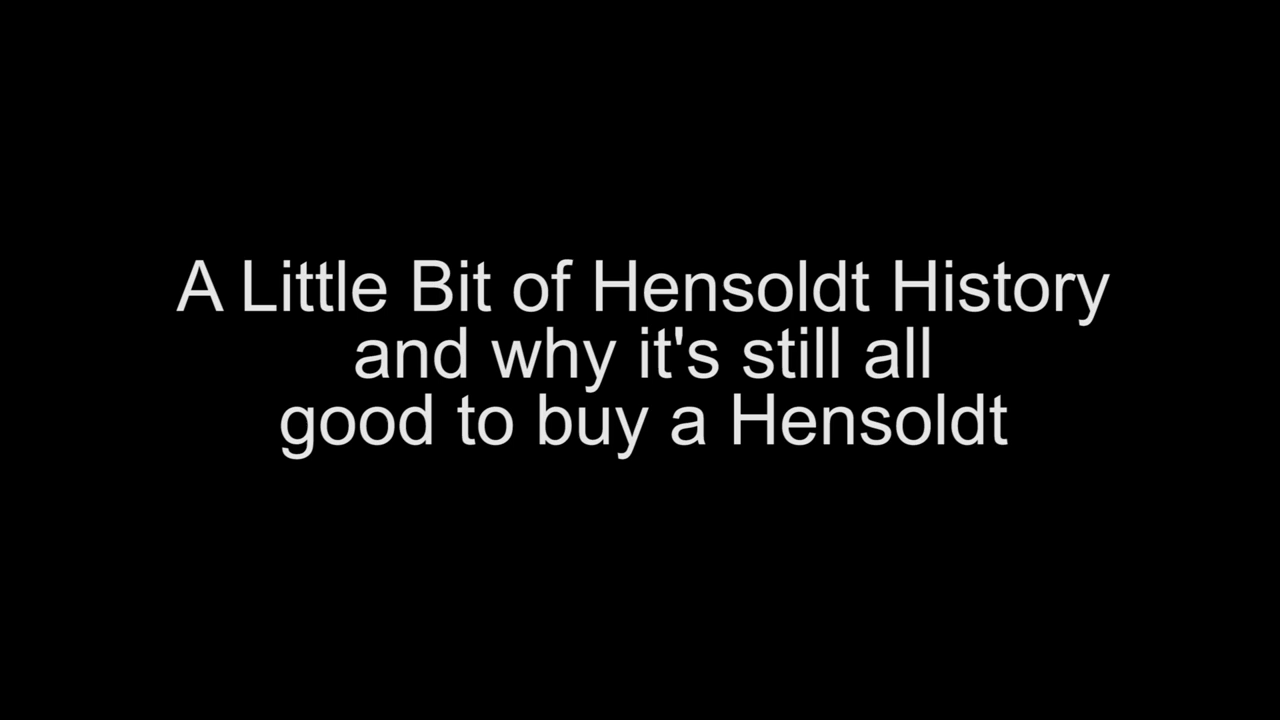 A Little Bit of Hensoldt History
and why it's still all
good to buy a Hensoldt